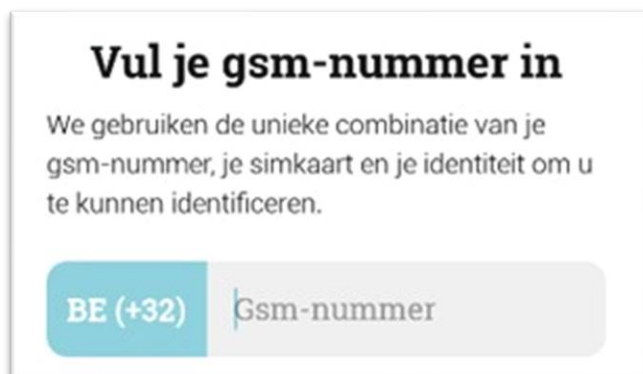 Vul je gsm-nummer in
We gebruiken de unieke combinatie van je
gsm-nummer, je simkaart en je identiteit om u
te kunnen identificeren.
BE (+32) Gsm-nummer